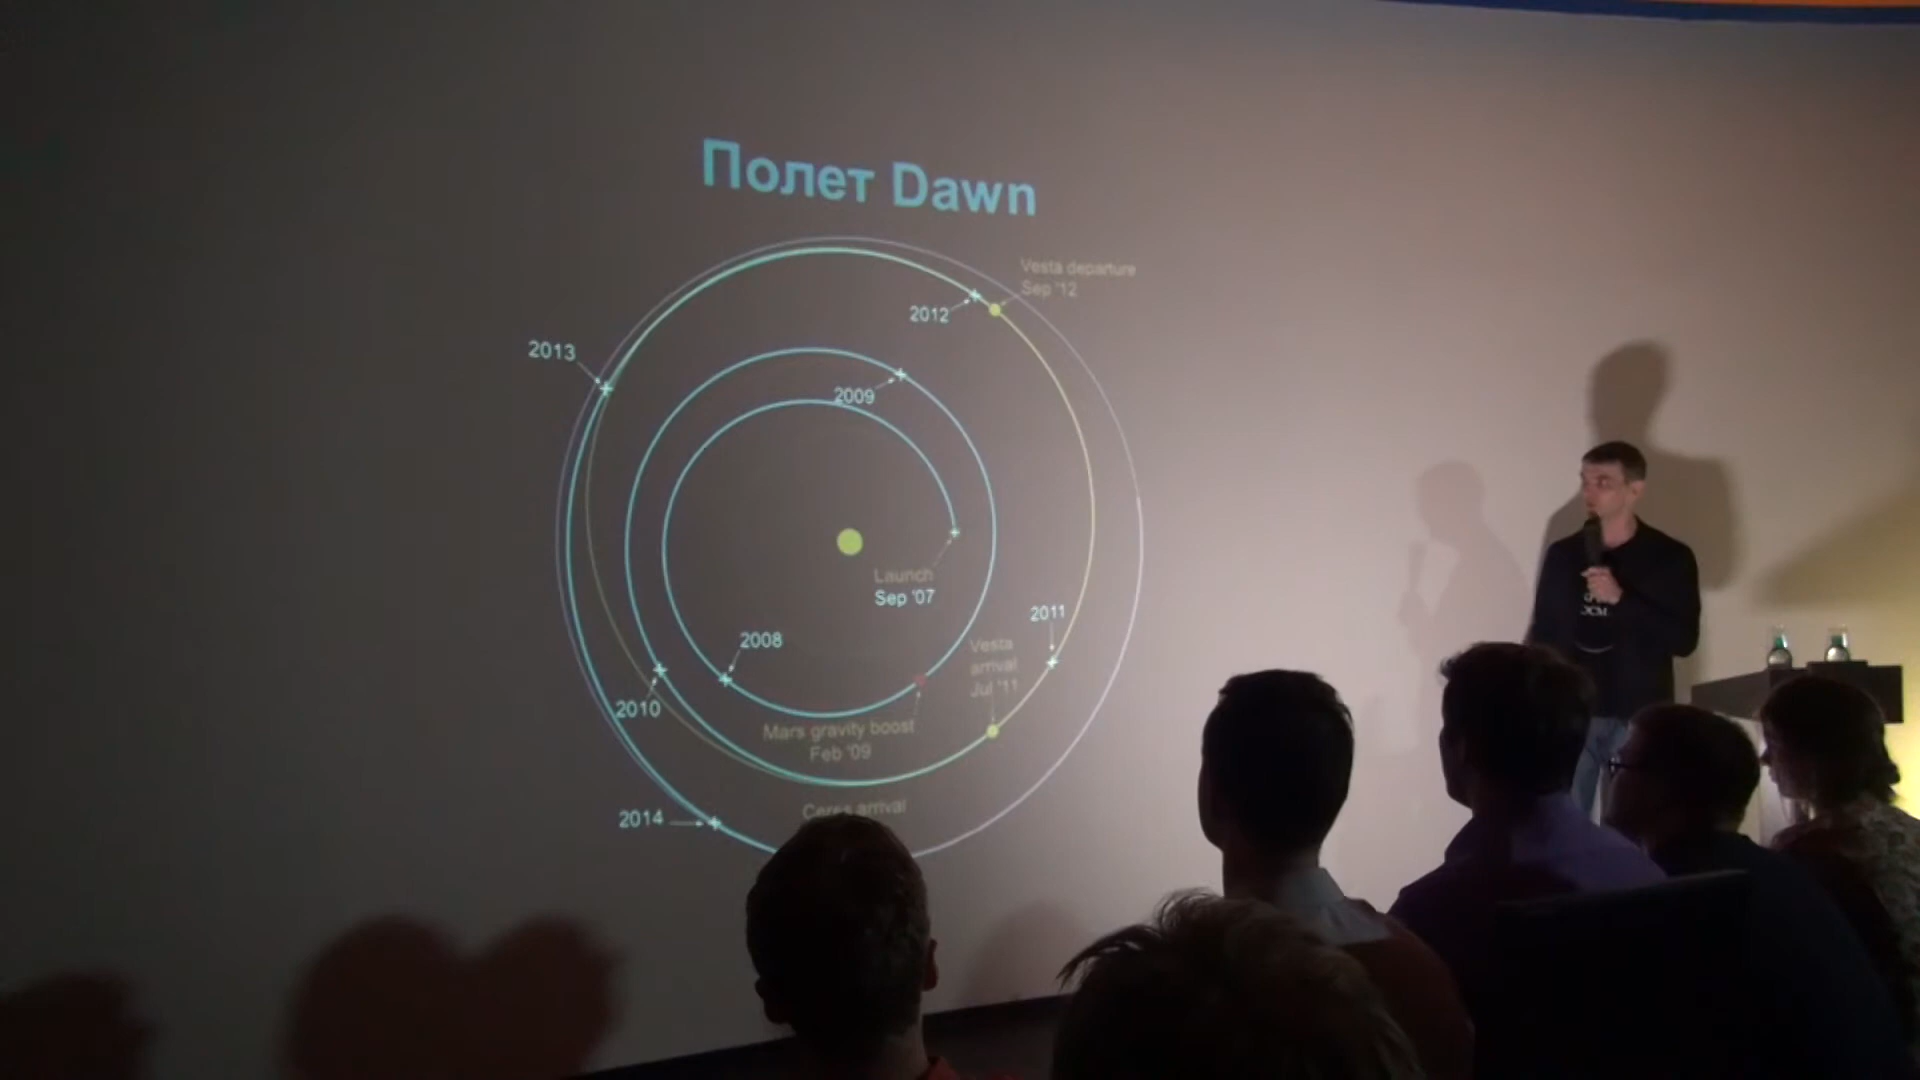 Полет Dawn
Vesta departure
Sep '12
2012
2013
2009
Launch
Sep '07
2011
2008
Vesta
arrival
Jul '11
2010
Mars gravity boost
Feb '09
Ceres arrival
2014